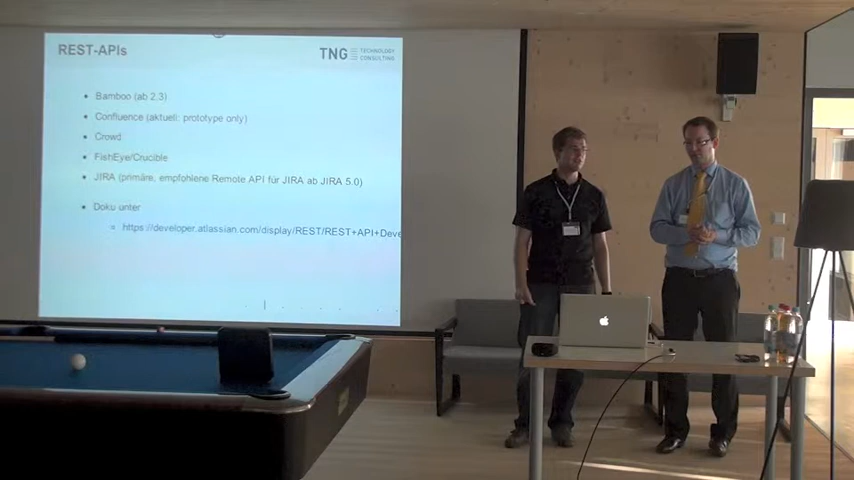 REST-APIs
TNG TECHNOLOGY CONSULTING
Bamboo (ab 2.3)
Confluence (aktuell: prototype only)
Crowd
FishEye/Crucible
JIRA (primäre, empfohlene Remote API für JIRA ab JIRA 5.0)
Doku unter
https://developer.atlassian.com/display/REST/REST+API+Deve